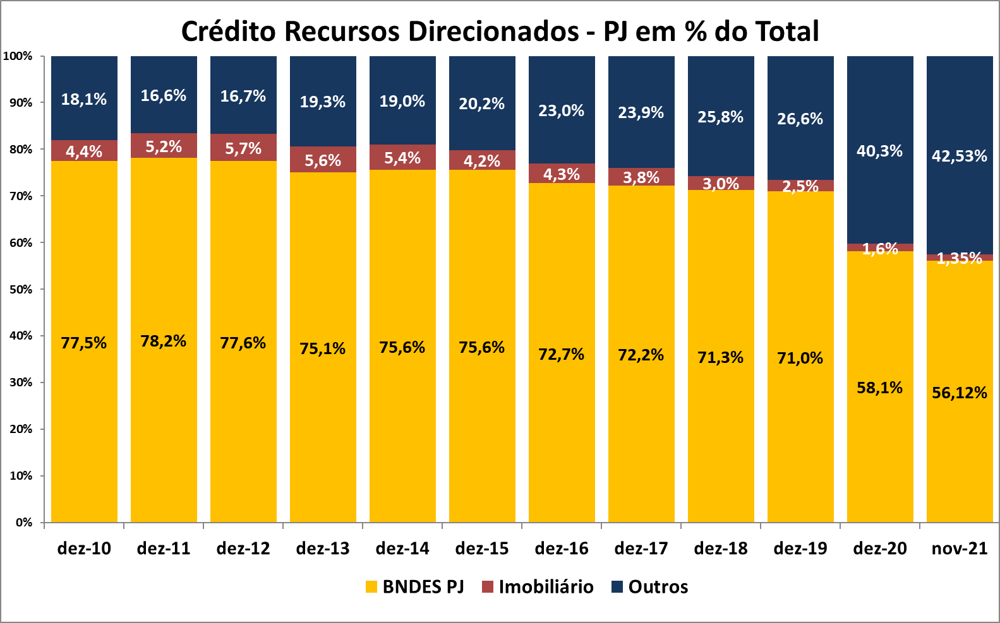 Crédito Recursos Direcionados - PJ em % do Total
100%
90%
80%
70%
60%
50%
40%
30%
20%
10%
0%
18,1% 16,6% 16,7% 19,3% 19,0% 20,2% 23,0% 23,9% 25,8% 26,6% 40,3% 42,53%
4,4% 5,2% 5,7% 5,6% 5,4% 4,2% 4,3% 3,8% 3,0% 2,5% 1,6% 1,35%
77,5% 78,2% 77,6% 75,1% 75,6% 75,6% 72,7% 72,2% 71,3% 71,0% 58,1% 56,12%
dez-10 dez-11 dez-12 dez-13 dez-14 dez-15 dez-16 dez-17 dez-18 dez-19 dez-20 nov-21
BNDES PJ Imobiliário Outros